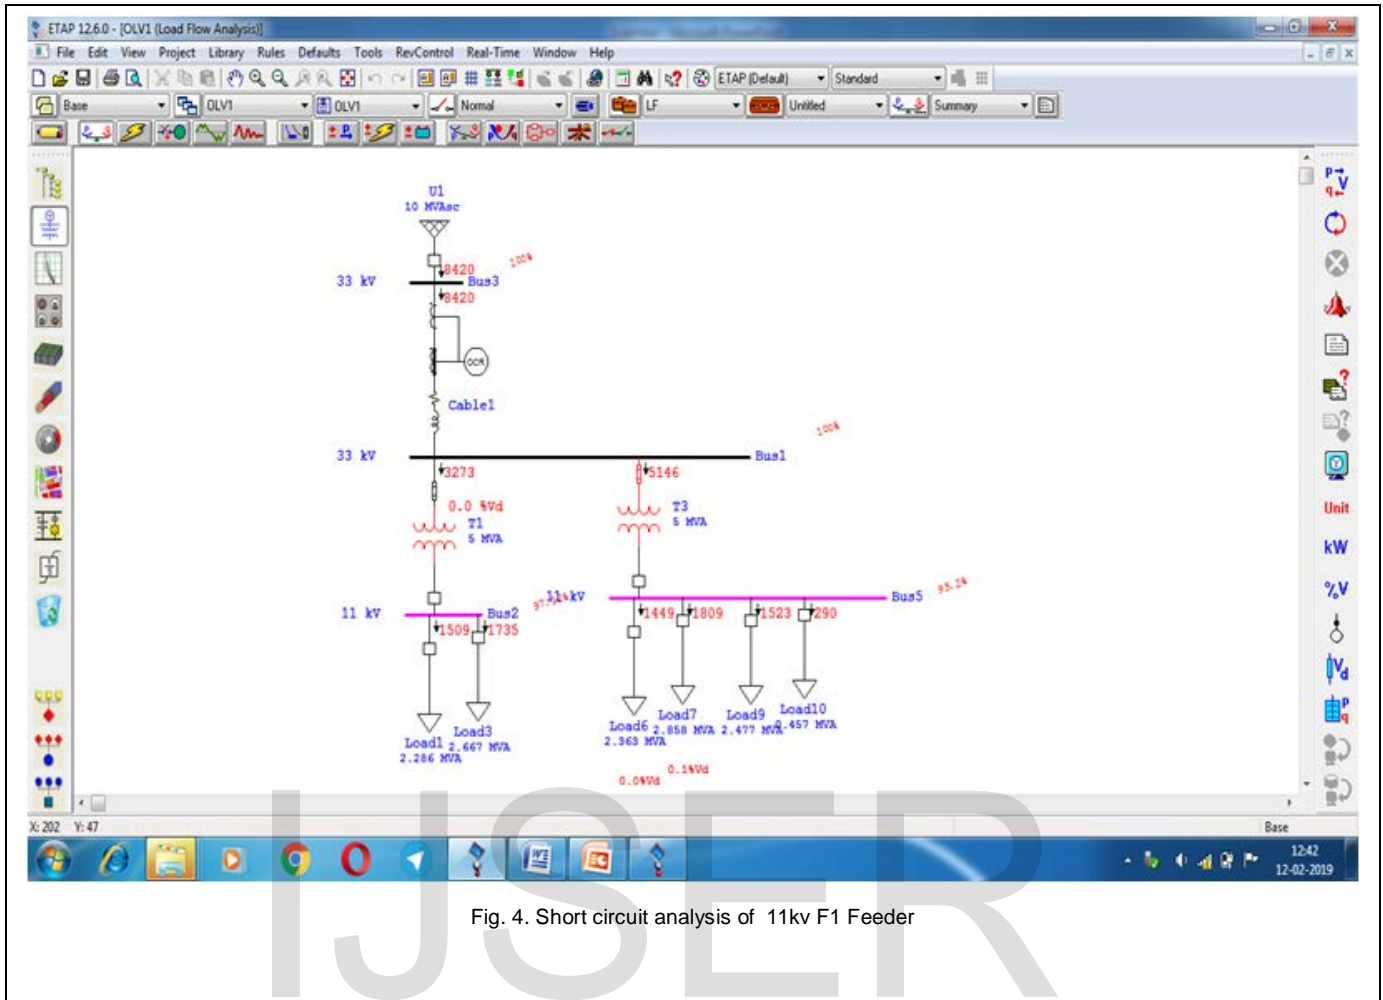 ETAP 12.6.0 - [OLV1 (Load Flow Analysis)]
File Edit View Project Library Rules Defaults Tools RevControl Real-Time Window Help
ETAP (Default) Standard
Base OLV1 OLV1 Normal LF Untitled Summary
U1
10 MVAsc
8420
100%
33 kV
Bus3
8420
OCR
Cable1
100%
33 kV
Bus1
3273
5146
0.0 %Vd
T1
5 MVA
T3
5 MVA
11 kV
Bus5
11 kV
Bus2
1509
1735
1449
1809
1523
290
Load1
2.286 MVA
Load3
2.667 MVA
Load6
2.363 MVA
Load7
2.858 MVA
Load9
2.477 MVA
Load10
0.457 MVA
0.0%Vd
0.1%Vd
P
V
q
Unit
kW
%V
Vd
P
q
X: 202 Y: 47
Base
12:42
12-02-2019
Fig. 4. Short circuit analysis of 11kv F1 Feeder
IJSER